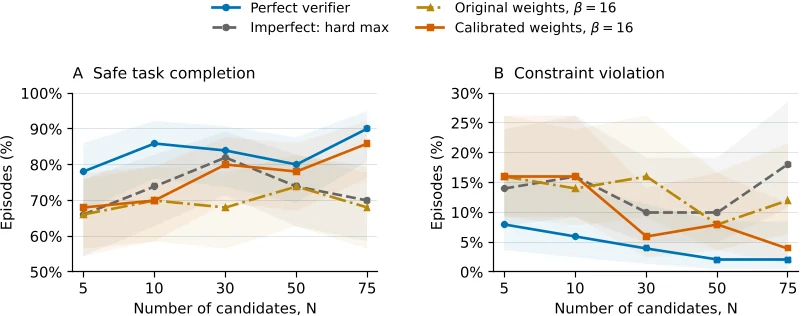 Perfect verifier
Imperfect: hard max
Original weights, β = 16
Calibrated weights, β = 16
A Safe task completion
100%
90%
80%
70%
60%
50%
Episodes (%)
5 10 30 50 75
Number of candidates, N
B Constraint violation
30%
25%
20%
15%
10%
5%
0%
Episodes (%)
5 10 30 50 75
Number of candidates, N